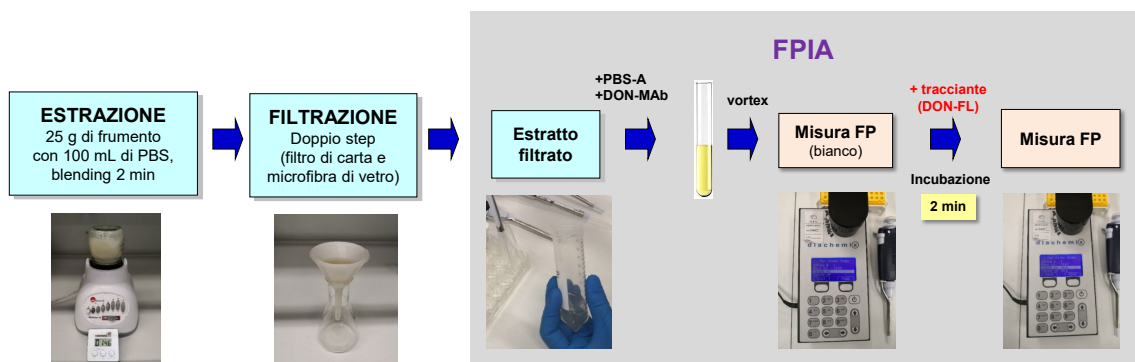 FPIA
ESTRAZIONE
25 g di frumento
con 100 mL di PBS,
blending 2 min
FILTRAZIONE
Doppio step
(filtro di carta e
microfibra di vetro)
Estratto
filtrato
+PBS-A
+DON-MAb
vortex
Misura FP
(bianco)
+ tracciante
(DON-FL)
Incubazione
2 min
Misura FP
diachemix
diachemix